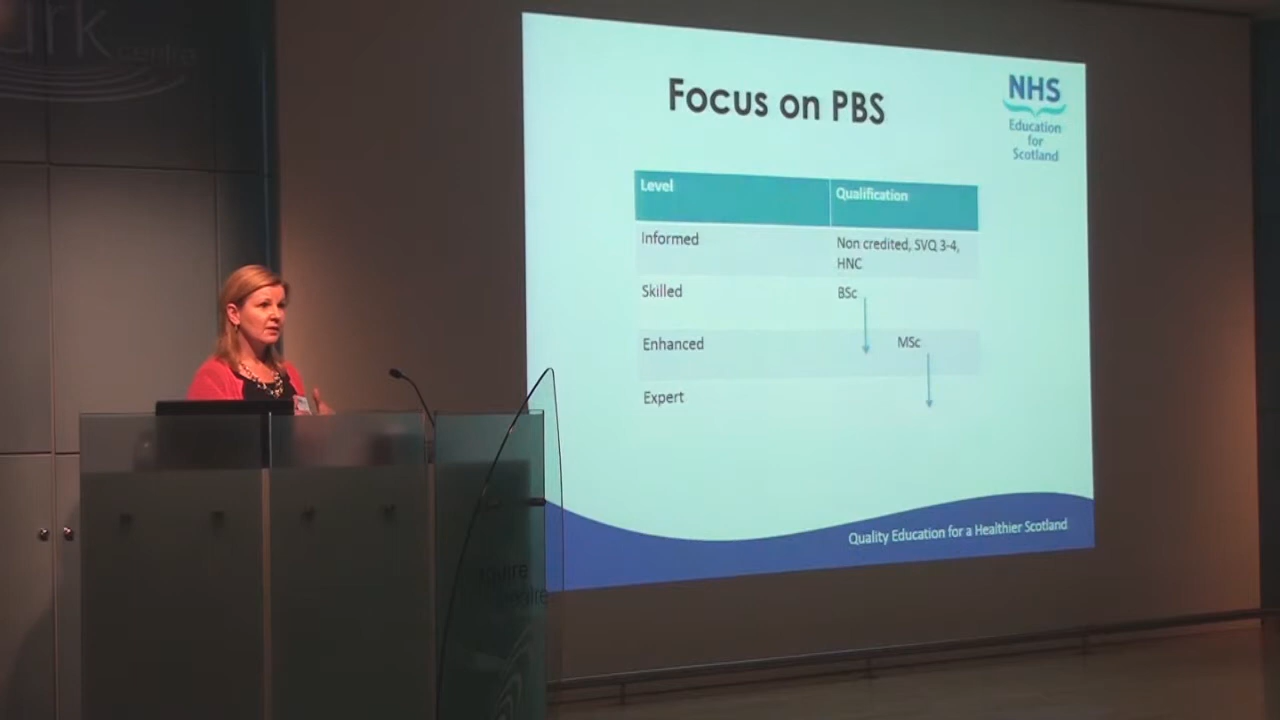 centre
Focus on PBS
NHS
Education
for
Scotland
Level
Qualification
Informed
Non credited, SVQ 3-4,
HNC
Skilled
BSc
Enhanced
MSc
Expert
Quality Education for a Healthier Scotland